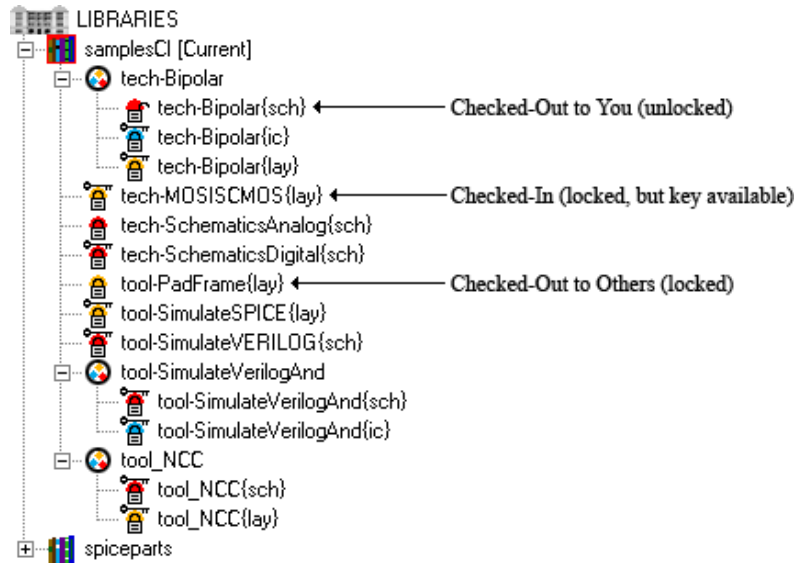 LIBRARIES
samplesCI [Current]
tech-Bipolar
tech-Bipolar{sch} Checked-Out to You (unlocked)
tech-Bipolar{ic}
tech-Bipolar{lay}
tech-MOSISCMOS{lay} Checked-In (locked, but key available)
tech-SchematicsAnalog{sch}
tech-SchematicsDigital{sch}
tool-PadFrame{lay} Checked-Out to Others (locked)
tool-SimulateSPICE{lay}
tool-SimulateVERILOG{sch}
tool-SimulateVerilogAnd
tool-SimulateVerilogAnd{sch}
tool-SimulateVerilogAnd{ic}
tool_NCC
tool_NCC{sch}
tool_NCC{lay}
spiceparts